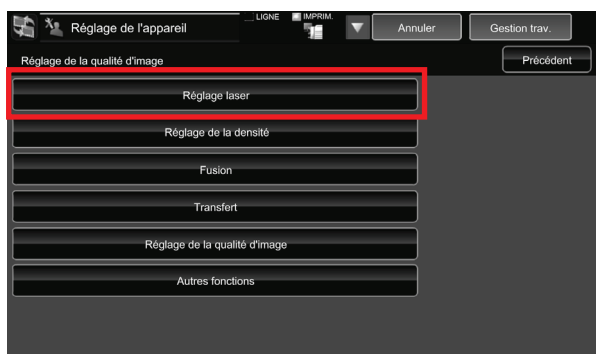 Réglage de l'appareil
LIGNE
IMPRIM.
Annuler
Gestion trav.
Réglage de la qualité d'image
Précédent
Réglage laser
Réglage de la densité
Fusion
Transfert
Réglage de la qualité d'image
Autres fonctions